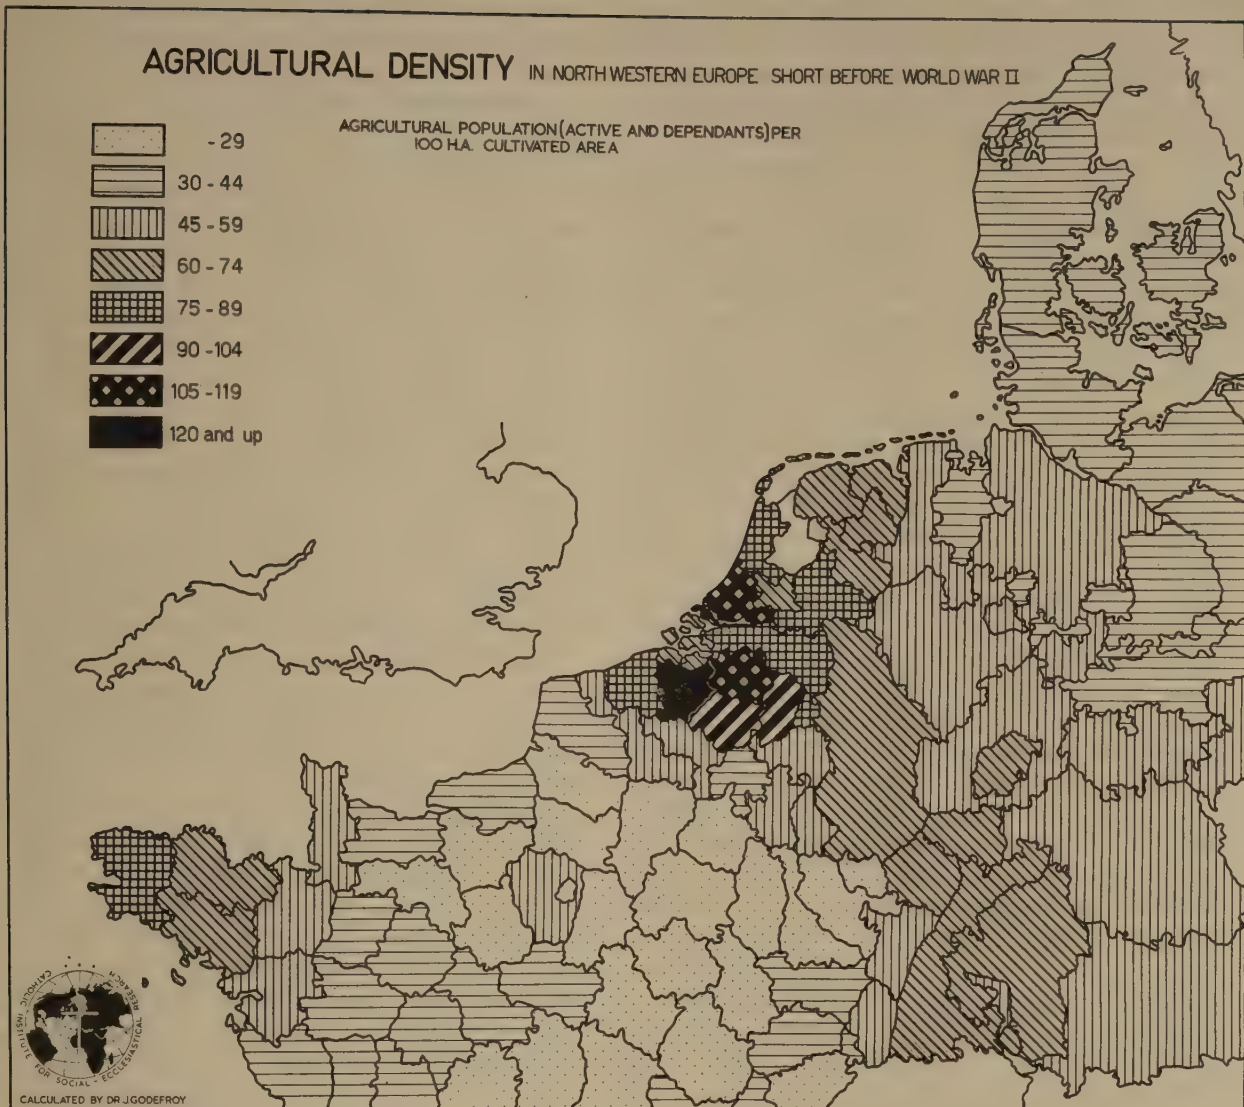 AGRICULTURAL DENSITY IN NORTH WESTERN EUROPE SHORT BEFORE WORLD WAR II
AGRICULTURAL POPULATION (ACTIVE AND DEPENDANTS) PER
100 H.A. CULTIVATED AREA
- 29
30 - 44
45 - 59
60 - 74
75 - 89
90 - 104
105 - 119
120 and up
CATHOLIC INSTITUTE FOR SOCIAL - ECCLESIASTICAL RESEARCH
CALCULATED BY DR J.GODEFROY